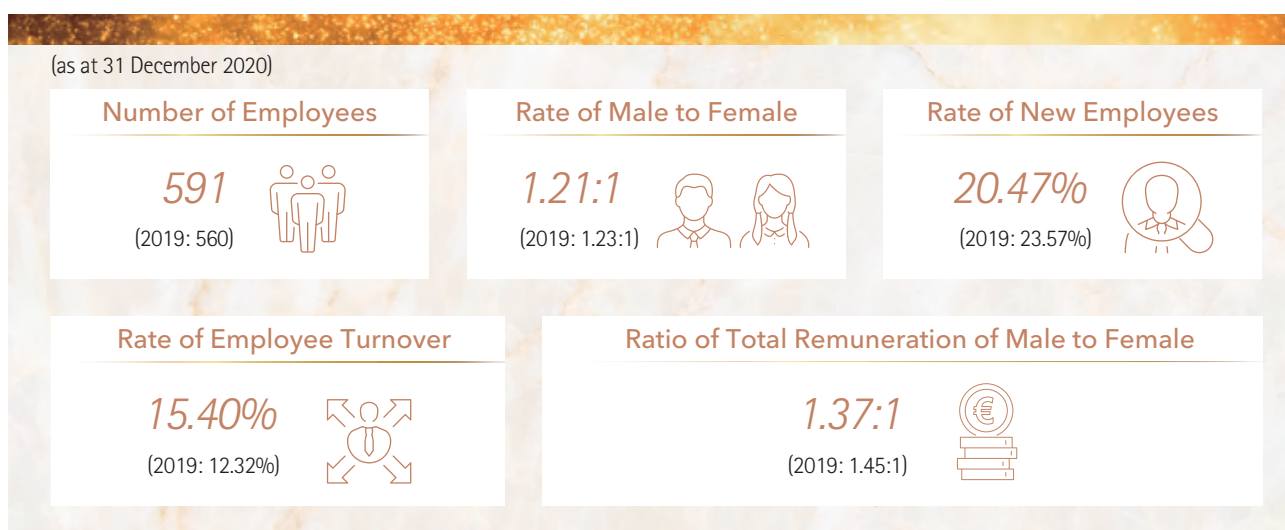 (as at 31 December 2020)
Number of Employees
591
(2019: 560)
Rate of Male to Female
1.21:1
(2019: 1.23:1)
Rate of New Employees
20.47%
(2019: 23.57%)
Rate of Employee Turnover
15.40%
(2019: 12.32%)
Ratio of Total Remuneration of Male to Female
1.37:1
(2019: 1.45:1)
€